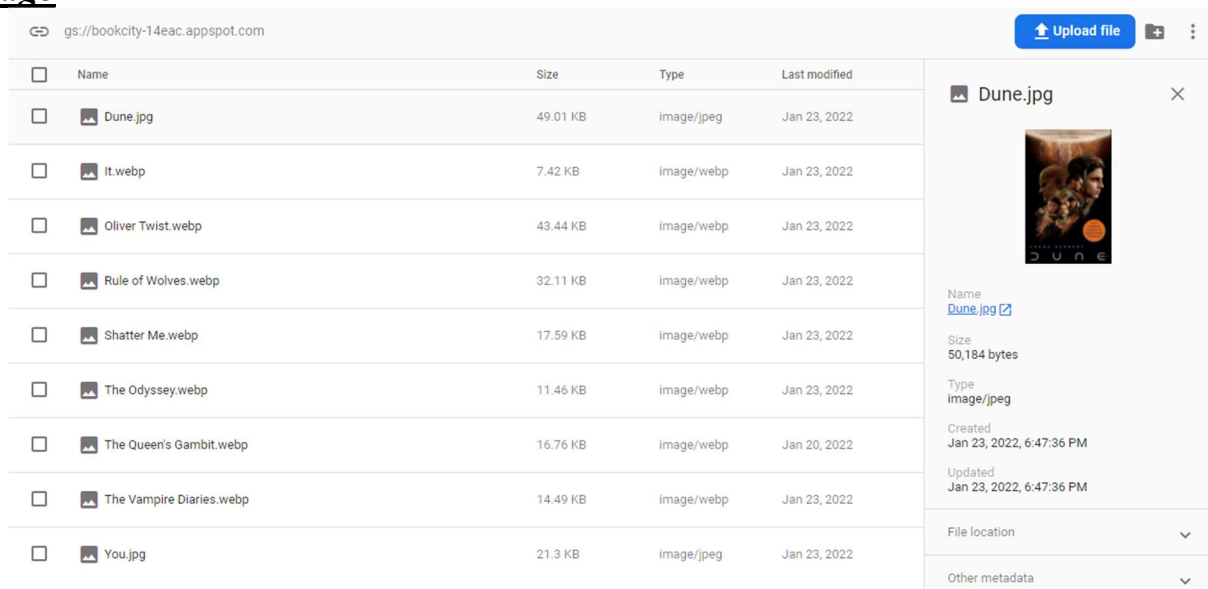 gs://bookcity-14eac.appspot.com
Upload file
Name Size Type Last modified
Dune.jpg 49.01 KB image/jpeg Jan 23, 2022
It.webp 7.42 KB image/webp Jan 23, 2022
Oliver Twist.webp 43.44 KB image/webp Jan 23, 2022
Rule of Wolves.webp 32.11 KB image/webp Jan 23, 2022
Shatter Me.webp 17.59 KB image/webp Jan 23, 2022
The Odyssey.webp 11.46 KB image/webp Jan 23, 2022
The Queen's Gambit.webp 16.76 KB image/webp Jan 20, 2022
The Vampire Diaries.webp 14.49 KB image/webp Jan 23, 2022
You.jpg 21.3 KB image/jpeg Jan 23, 2022
Dune.jpg
DUNE
Name
Dune.jpg
Size
50,184 bytes
Type
image/jpeg
Created
Jan 23, 2022, 6:47:36 PM
Updated
Jan 23, 2022, 6:47:36 PM
File location
Other metadata